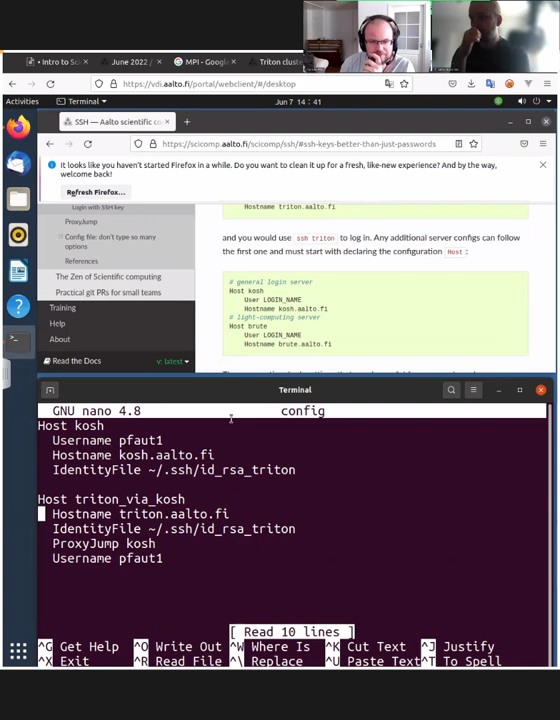 • Intro to Sc
June 2022 /
MPI - Google
Triton cluste
https://vdi.aalto.fi/portal/webclient/#/desktop
Activities
Terminal
Jun 7 14:41
SSH — Aalto scientific co
https://scicomp.aalto.fi/scicomp/ssh/#ssh-keys-better-than-just-passwords
It looks like you haven't started Firefox in a while. Do you want to clean it up for a fresh, like-new experience? And by the way,
welcome back!
Refresh Firefox...
Login with SSH key
ProxyJump
Config file: don't type so many
options
References
The Zen of Scientific computing
Practical git PRs for small teams
Training
Help
About
Read the Docs
v: latest
Hostname triton.aalto.fi
and you would use ssh triton to log in. Any additional server configs can follow
the first one and must start with declaring the configuration Host :
# general login server
Host kosh
User LOGIN_NAME
Hostname kosh.aalto.fi
# light-computing server
Host brute
User LOGIN_NAME
Hostname brute.aalto.fi
Terminal
GNU nano 4.8 config
Host kosh
Username pfaut1
Hostname kosh.aalto.fi
IdentityFile ~/.ssh/id_rsa_triton
Host triton_via_kosh
Hostname triton.aalto.fi
IdentityFile ~/.ssh/id_rsa_triton
ProxyJump kosh
Username pfaut1
[ Read 10 lines ]
^G Get Help ^O Write Out ^W Where Is ^K Cut Text ^J Justify
^X Exit ^R Read File ^\ Replace ^U Paste Text ^T To Spell